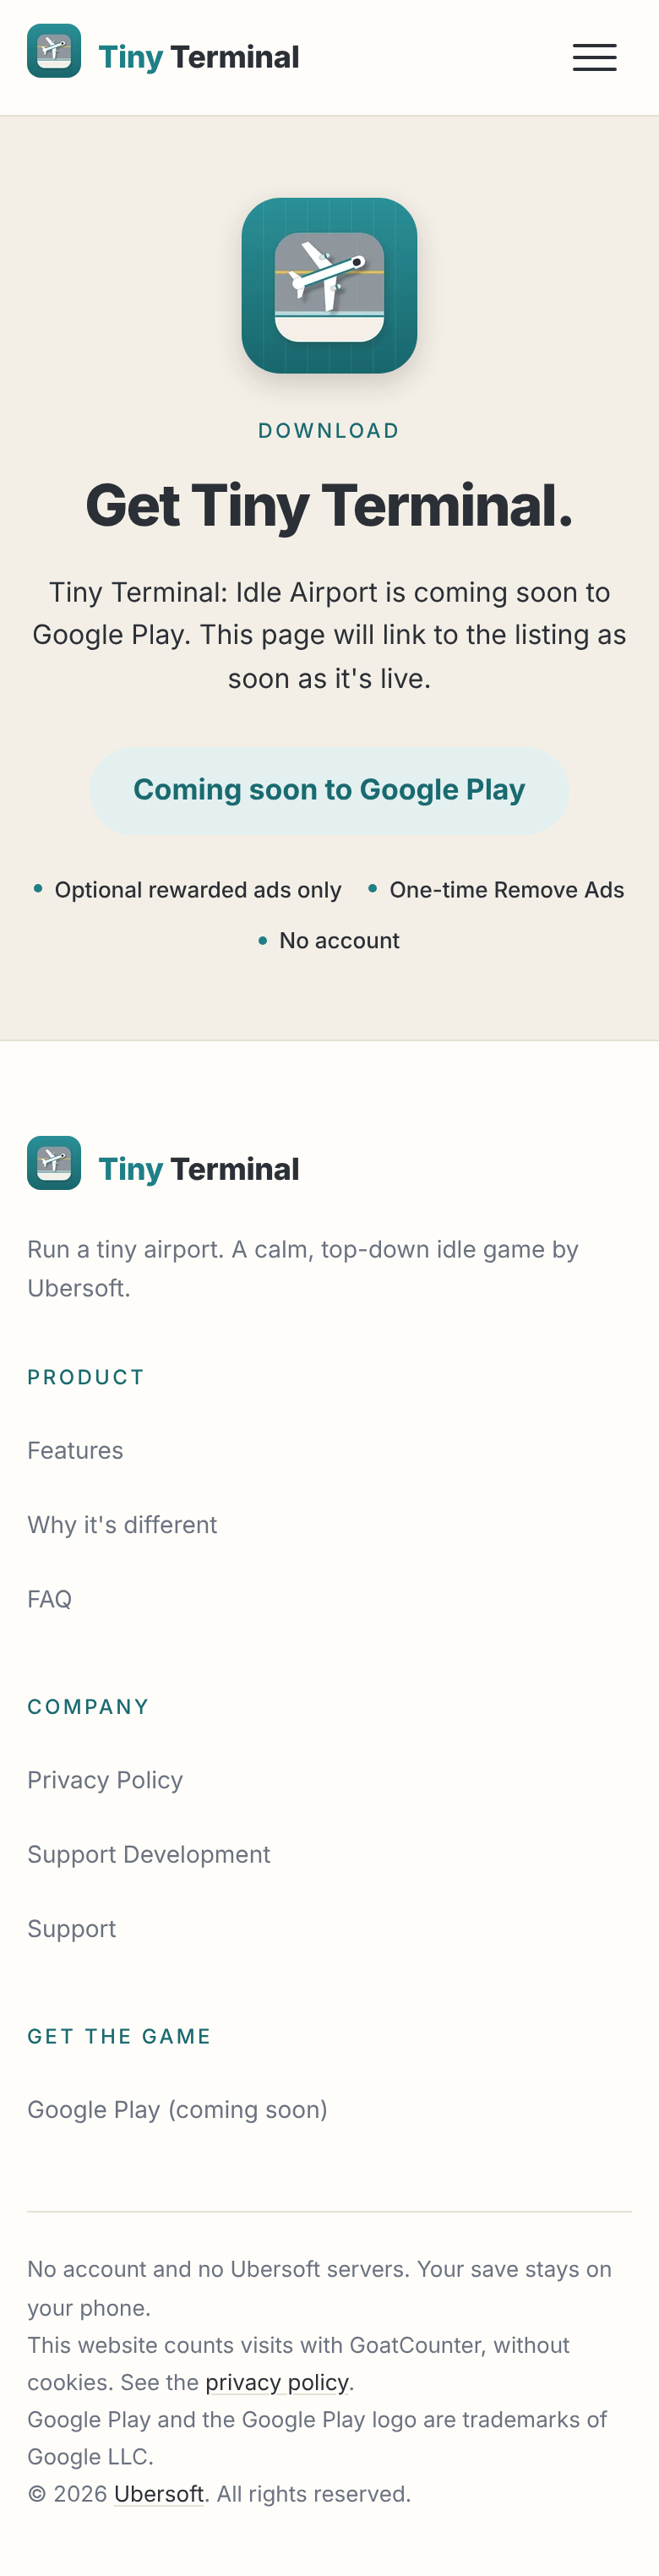 Tiny Terminal
DOWNLOAD
Get Tiny Terminal.
Tiny Terminal: Idle Airport is coming soon to
Google Play. This page will link to the listing as
soon as it's live.
Coming soon to Google Play
• Optional rewarded ads only • One-time Remove Ads
• No account
Tiny Terminal
Run a tiny airport. A calm, top-down idle game by
Ubersoft.
PRODUCT
Features
Why it's different
FAQ
COMPANY
Privacy Policy
Support Development
Support
GET THE GAME
Google Play (coming soon)
No account and no Ubersoft servers. Your save stays on
your phone.
This website counts visits with GoatCounter, without
cookies. See the privacy policy.
Google Play and the Google Play logo are trademarks of
Google LLC.
© 2026 Ubersoft. All rights reserved.